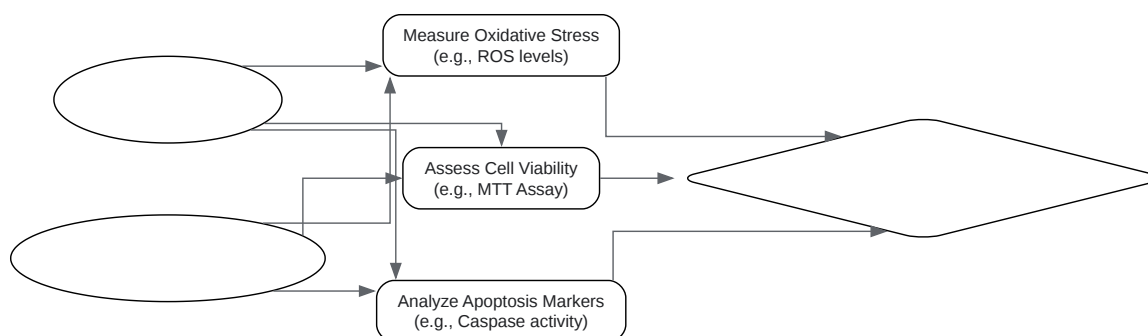 Measure Oxidative Stress
(e.g., ROS levels)
Assess Cell Viability
(e.g., MTT Assay)
Analyze Apoptosis Markers
(e.g., Caspase activity)